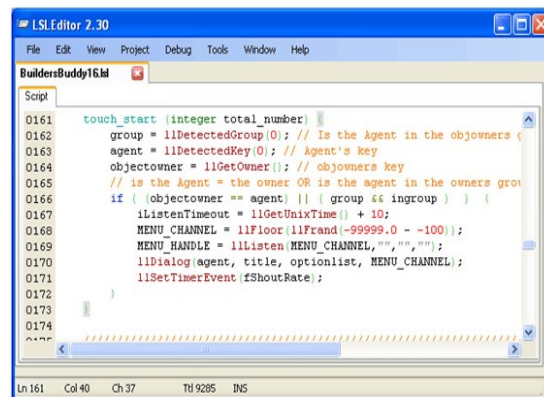 LSLEditor 2.30
File Edit View Project Debug Tools Window Help
BuildersBuddy16.lsl
Script
0161 touch_start (integer total_number) {
0162 group = llDetectedGroup(0); // Is the Agent in the objowners g
0163 agent = llDetectedKey(0); // Agent's key
0164 objectowner = llGetOwner(); // objowners key
0165 // is the Agent = the owner OR is the agent in the owners grou
0166 if ( (objectowner == agent) || ( group && ingroup ) ) {
0167 iListenTimeout = llGetUnixTime() + 10;
0168 MENU_CHANNEL = llFloor(llFrand(-99999.0 - -100));
0169 MENU_HANDLE = llListen(MENU_CHANNEL,"","","");
0170 llDialog(agent, title, optionlist, MENU_CHANNEL);
0171 llSetTimerEvent(fShoutRate);
0172 }
0173 }
0174
0175 ////////////////////////////////////////////////////////////////
Ln 161 Col 40 Ch 37 Ttl 9285 INS